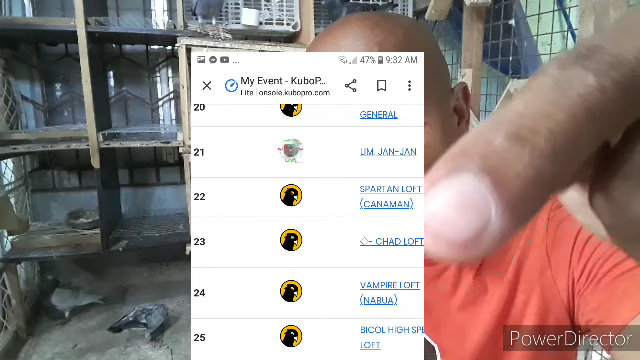 47% 9:32 AM
My Event - KuboP...
Lite | onsole.kubopro.com
20
GENERAL
21
LIM, JAN-JAN
22
SPARTAN LOFT
(CANAMAN)
23
- CHAD LOFT
24
VAMPIRE LOFT
(NABUA)
25
BICOL HIGH SPE
LOFT
PowerDirector